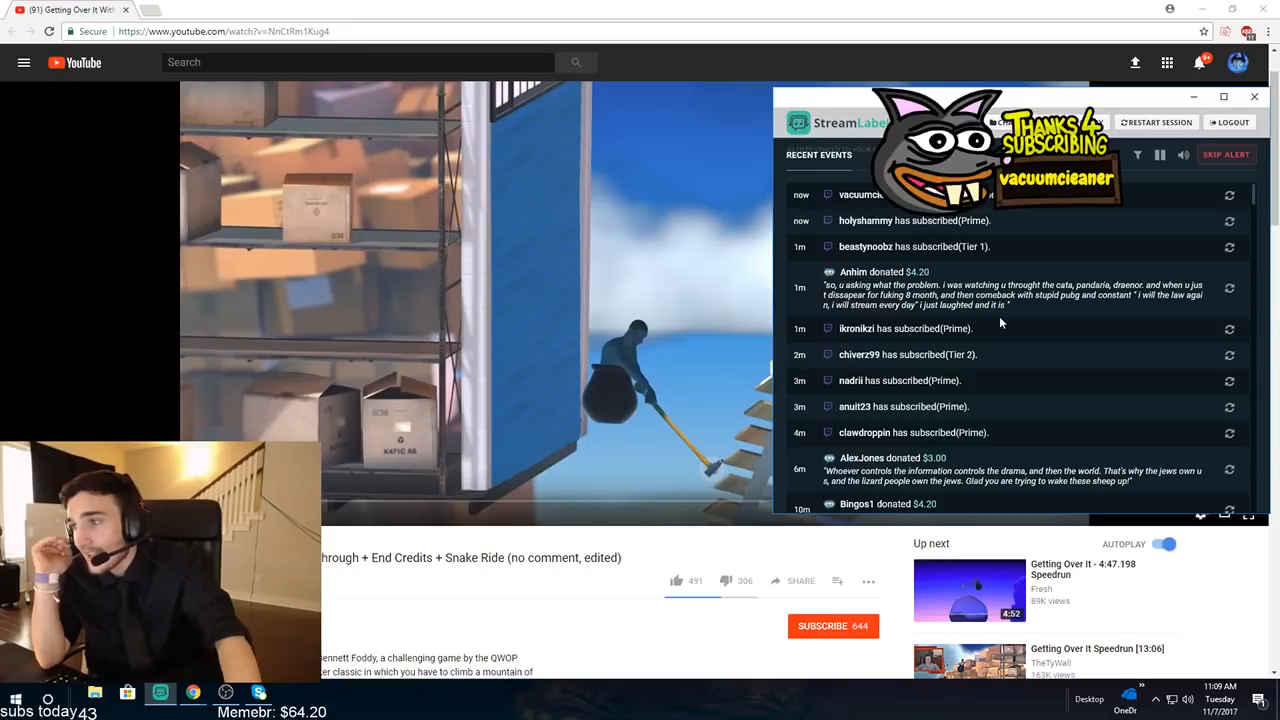 (91) Getting Over It With
Secure
https://www.youtube.com/watch?v=NnCtRm1Kug4
YouTube
Search
9+
StreamLabel
THANKS 4
SUBSCRIBING
vacuumcieaner
RESTART SESSION
LOGOUT
RECENT EVENTS
SKIP ALERT
now
holyshammy has subscribed(Prime).
now
1m beastynoobz has subscribed(Tier 1).
Anhim donated $4.20
1m
"so, u asking what the problem. i was watching u throught the cata, pandaria, draenor. and when u jus
t dissapear for fuking 8 month, and then comeback with stupid pubg and constant " i will the law agai
n, i will stream every day" i just laughted and it is "
1m ikronikzi has subscribed(Prime).
2m chiverz99 has subscribed(Tier 2).
3m nadrii has subscribed(Prime).
3m anuit23 has subscribed(Prime).
4m clawdroppin has subscribed(Prime).
AlexJones donated $3.00
6m
"Whoever controls the information controls the drama, and then the world. That's why the jews own u
s, and the lizard people own the jews. Glad you are trying to wake these sheep up!"
10m Bingos1 donated $4.20
K471C AB
hrough + End Credits + Snake Ride (no comment, edited)
491
306
SHARE
SUBSCRIBE 644
ennett Foddy, a challenging game by the QWOP
ter classic in which you have to climb a mountain of
Up next
AUTOPLAY
Getting Over It - 4:47.198
Speedrun
Fresh
89K views
4:52
Getting Over It Speedrun [13:06]
TheTyWall
163K views
subs today43
Memebr: $64.20
Desktop
OneDr
11:09 AM
Tuesday
11/7/2017